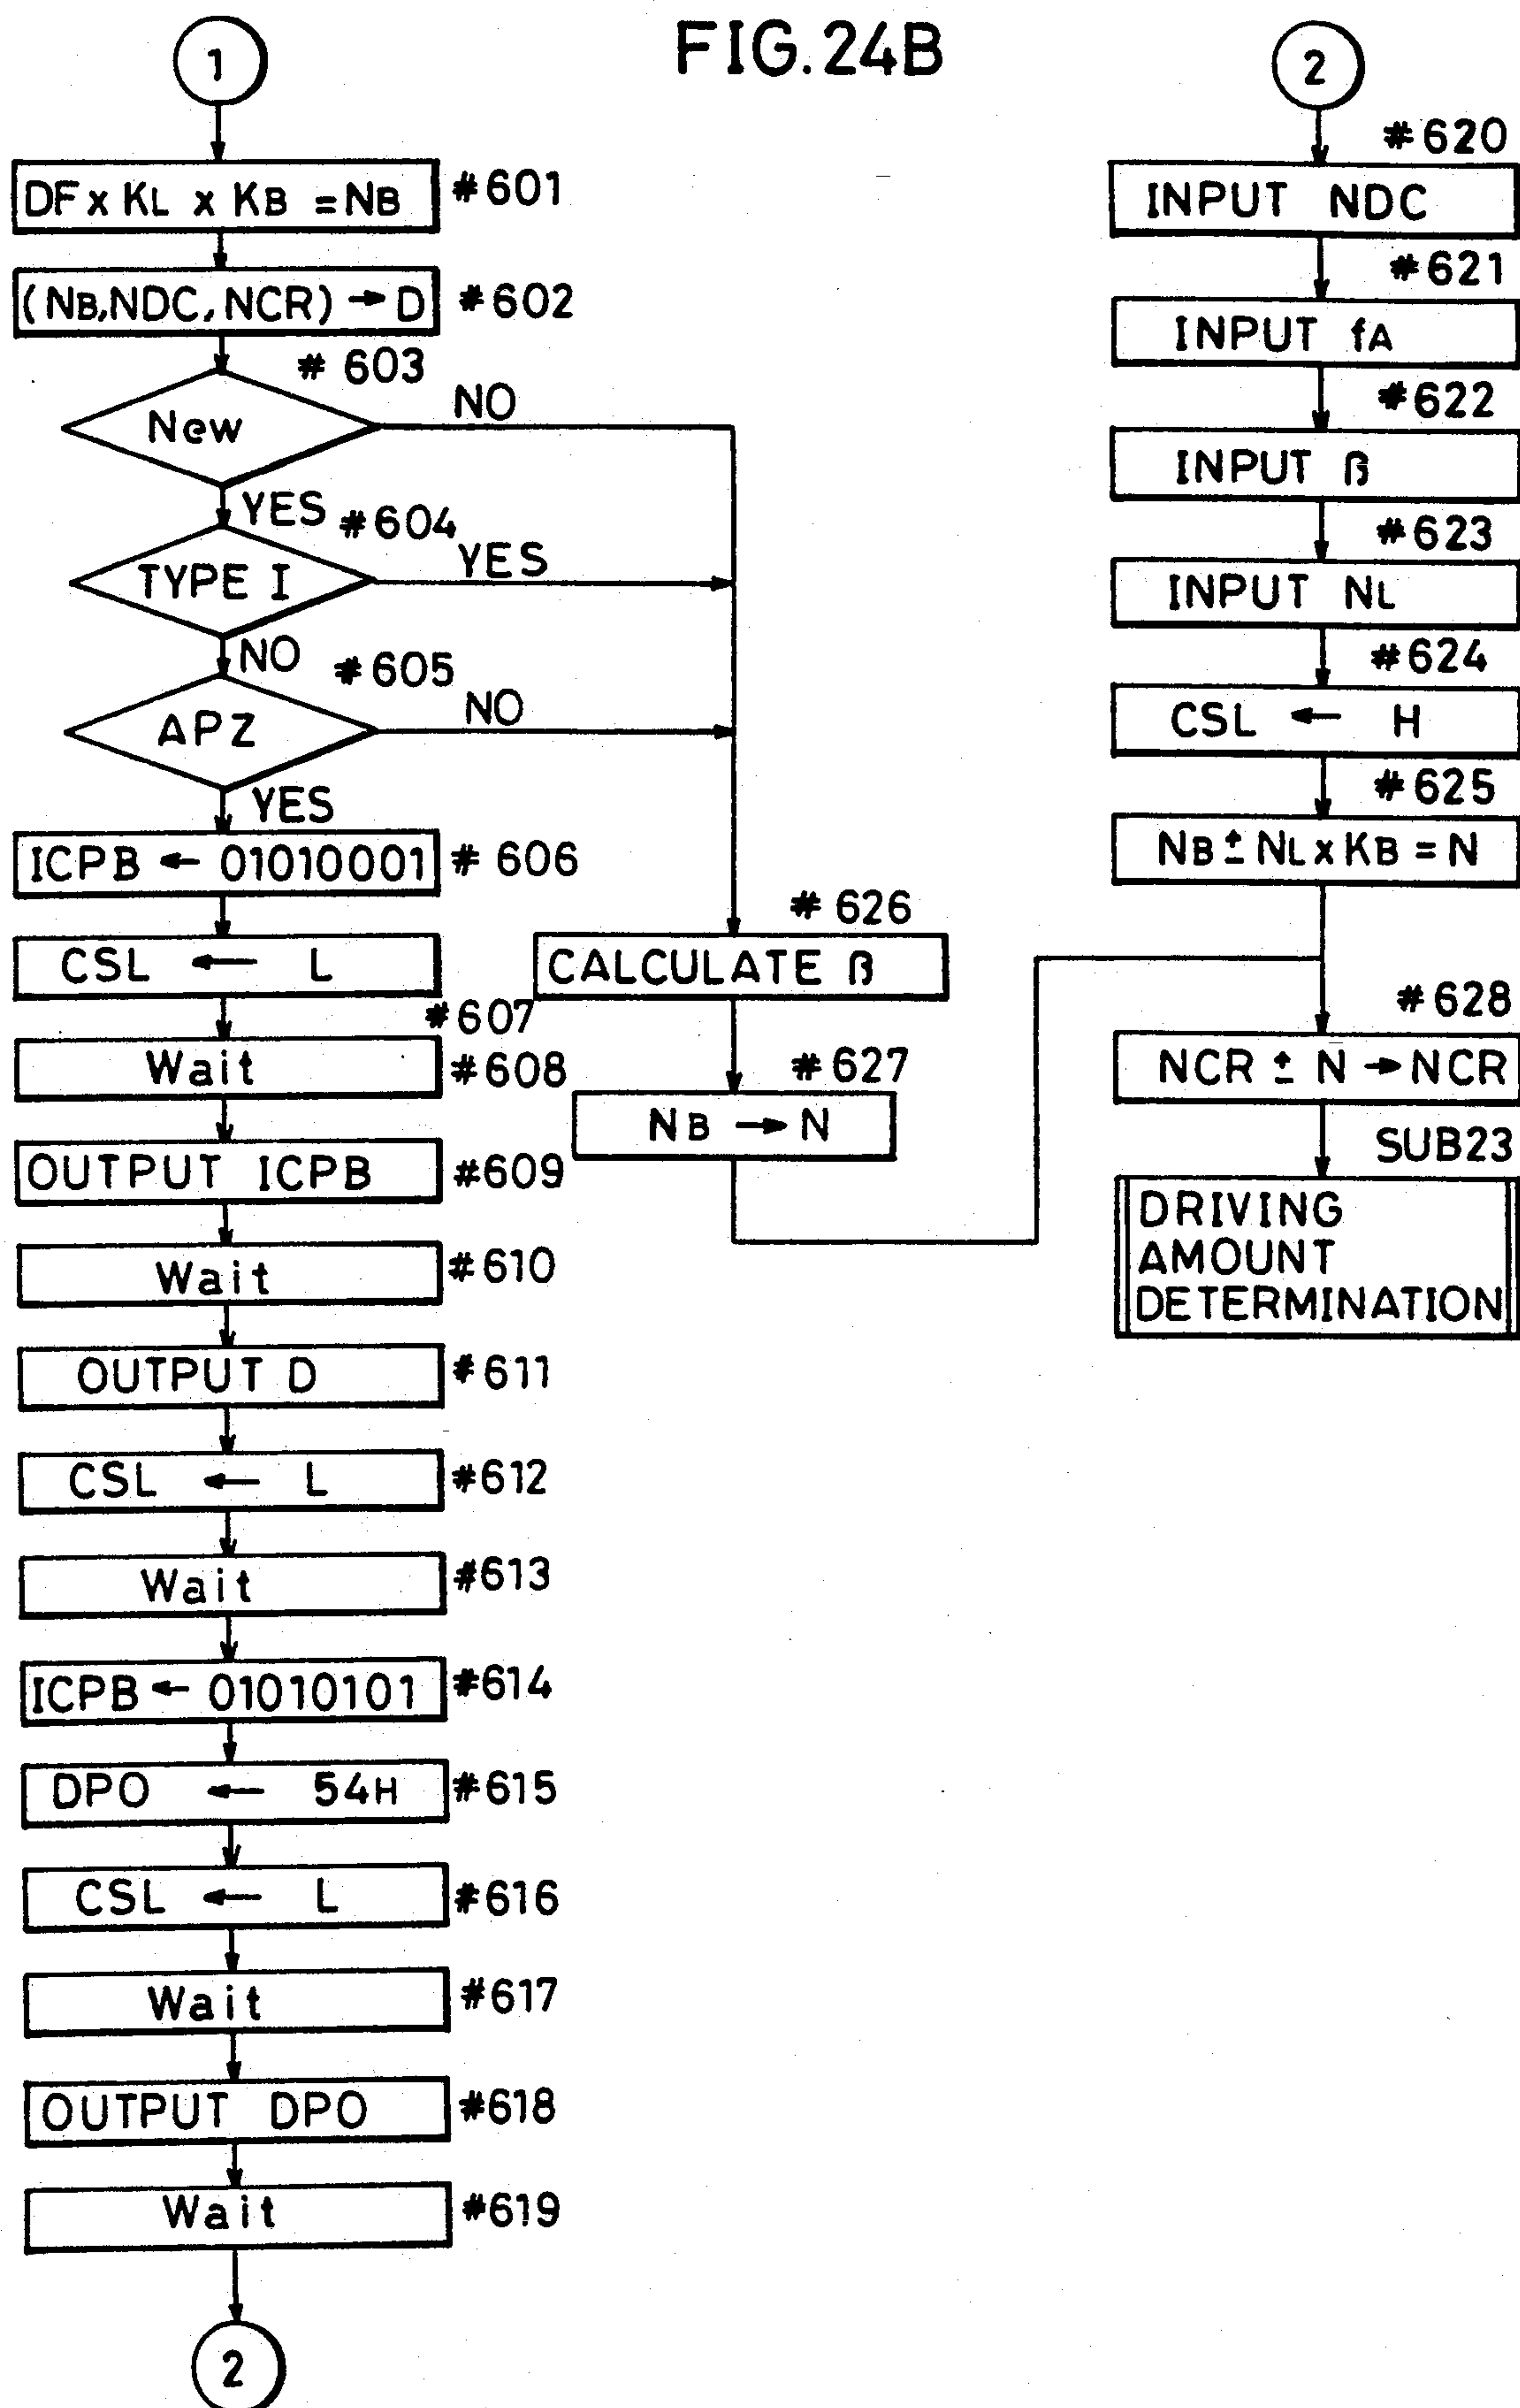 FIG. 24B
1
DF x KL x KB = NB #601
(NB, NDC, NCR) → D #602
#603
New NO
YES #604
TYPE I YES
NO #605
APZ NO
YES
ICPB ← 01010001 #606
CSL ← L
#607
Wait #608
OUTPUT ICPB #609
Wait #610
OUTPUT D #611
CSL ← L #612
Wait #613
ICPB ← 01010101 #614
DPO ← 54H #615
CSL ← L #616
Wait #617
OUTPUT DPO #618
Wait #619
2
#626
CALCULATE β
#627
NB → N
2
#620
INPUT NDC
#621
INPUT fA
#622
INPUT β
#623
INPUT NL
#624
CSL ← H
#625
NB ± NL x KB = N
#628
NCR ± N → NCR
SUB23
DRIVING
AMOUNT
DETERMINATION